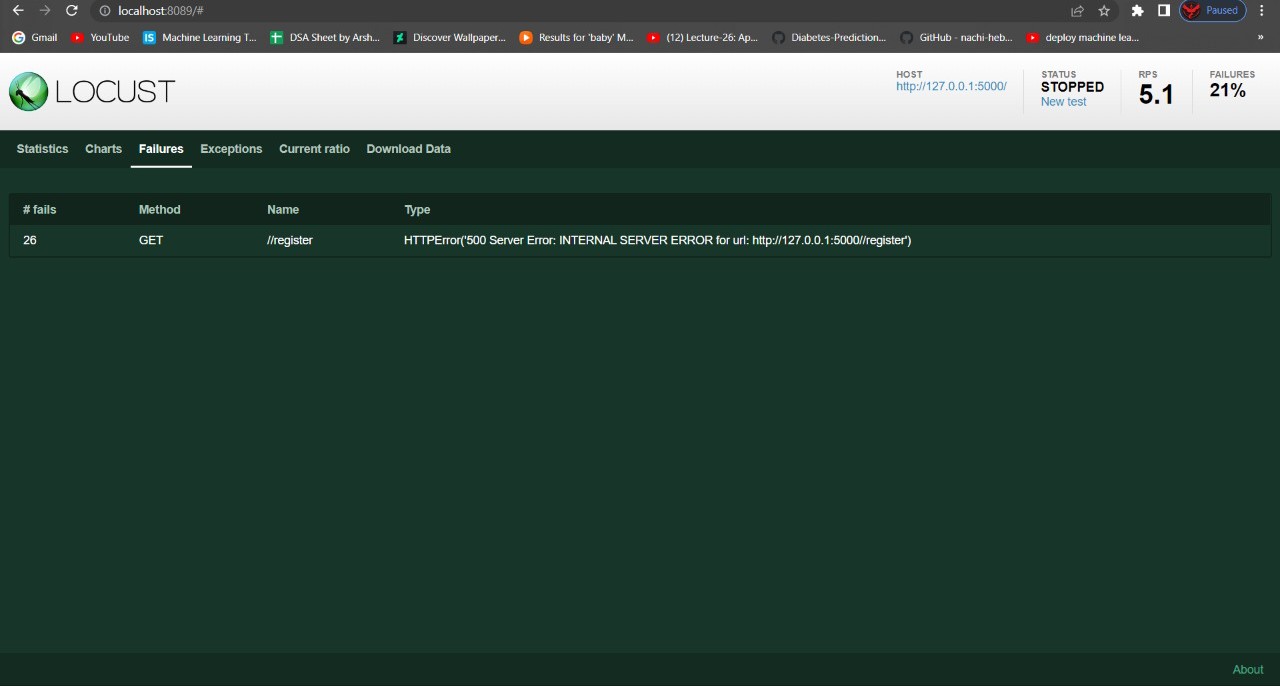 localhost:8089/#
Paused
Gmail YouTube Machine Learning T... DSA Sheet by Arsh... Discover Wallpaper... Results for 'baby' M... (12) Lecture-26: Ap... Diabetes-Prediction... GitHub - nachi-heb... deploy machine lea... »
LOCUST
HOST
http://127.0.0.1:5000/
STATUS
STOPPED
New test
RPS
5.1
FAILURES
21%
Statistics Charts Failures Exceptions Current ratio Download Data
# fails Method Name Type
26 GET //register HTTPError('500 Server Error: INTERNAL SERVER ERROR for url: http://127.0.0.1:5000//register')
About